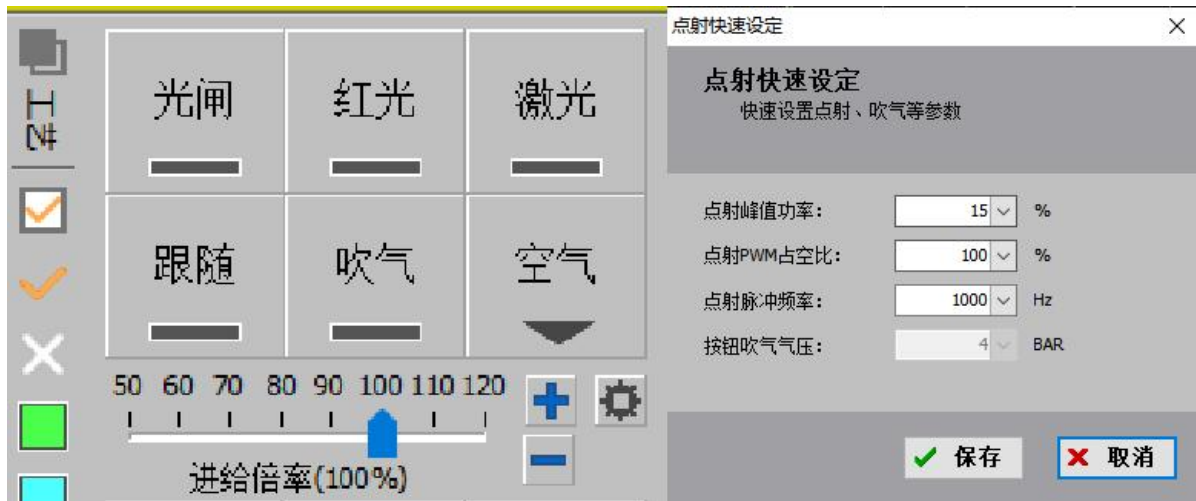 工艺
光闸
红光
激光
跟随
吹气
空气
50 60 70 80 90 100 110 120
进给倍率(100%)
点射快速设定
点射快速设定
快速设置点射、吹气等参数
点射峰值功率: 15 %
点射PWM占空比: 100 %
点射脉冲频率: 1000 Hz
按钮吹气气压: 4 BAR
保存
取消